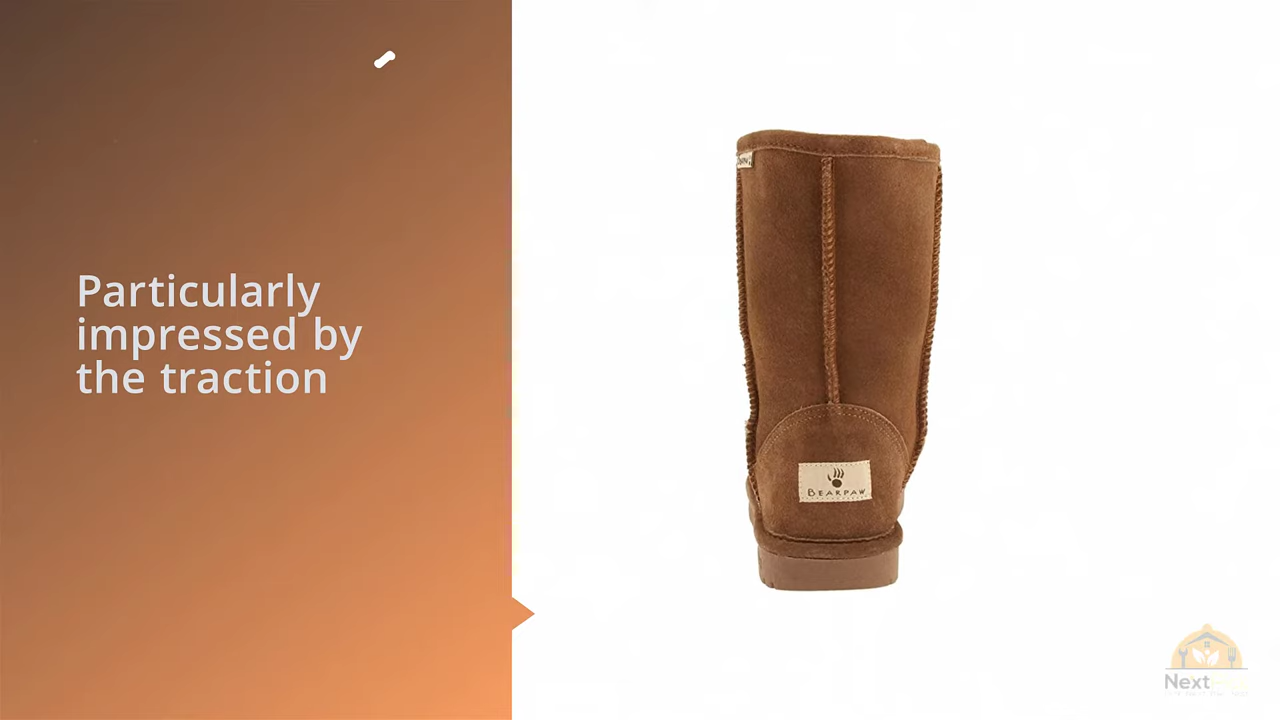 Particularly
impressed by
the traction
BEARPAW
Next